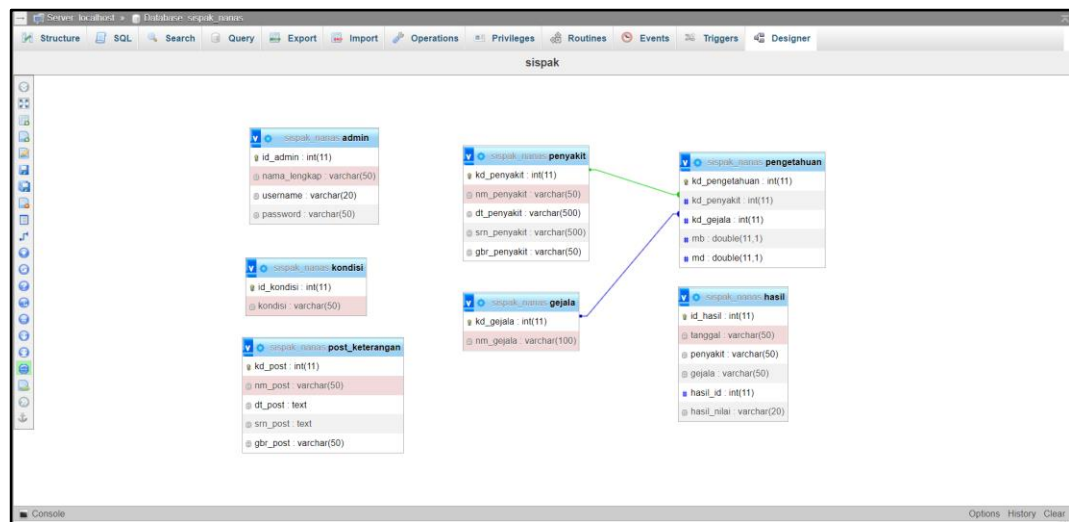 Server: localhost » Database: sispak_nanas
Structure SQL Search Query Export Import Operations Privileges Routines Events Triggers Designer
sispak
sispak_nanas admin
id_admin : int(11)
nama_lengkap : varchar(50)
username : varchar(20)
password : varchar(50)
sispak_nanas kondisi
id_kondisi : int(11)
kondisi : varchar(50)
sispak_nanas post_keterangan
kd_post : int(11)
nm_post : varchar(50)
dt_post : text
srn_post : text
gbr_post : varchar(50)
sispak_nanas penyakit
kd_penyakit : int(11)
nm_penyakit : varchar(50)
dt_penyakit : varchar(500)
srn_penyakit : varchar(500)
gbr_penyakit : varchar(50)
sispak_nanas gejala
kd_gejala : int(11)
nm_gejala : varchar(100)
sispak_nanas pengetahuan
kd_pengetahuan : int(11)
kd_penyakit : int(11)
kd_gejala : int(11)
mb : double(11,1)
md : double(11,1)
sispak_nanas hasil
id_hasil : int(11)
tanggal : varchar(50)
penyakit : varchar(50)
gejala : varchar(50)
hasil_id : int(11)
hasil_nilai : varchar(20)
Console Options History Clear